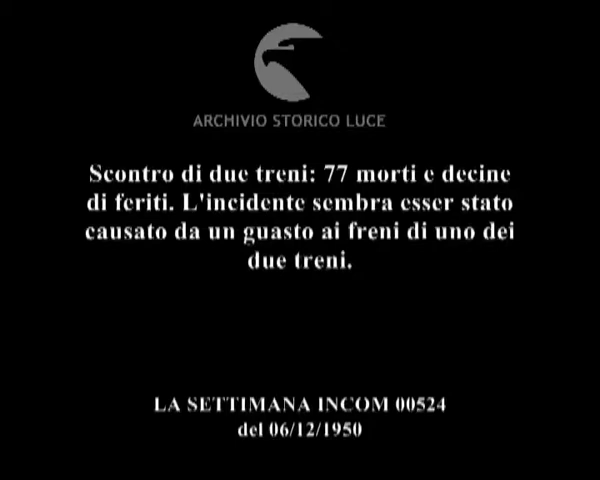 ARCHIVIO STORICO LUCE
Scontro di due treni: 77 morti e decine
di feriti. L'incidente sembra esser stato
causato da un guasto ai freni di uno dei
due treni.
LA SETTIMANA INCOM 00524
del 06/12/1950